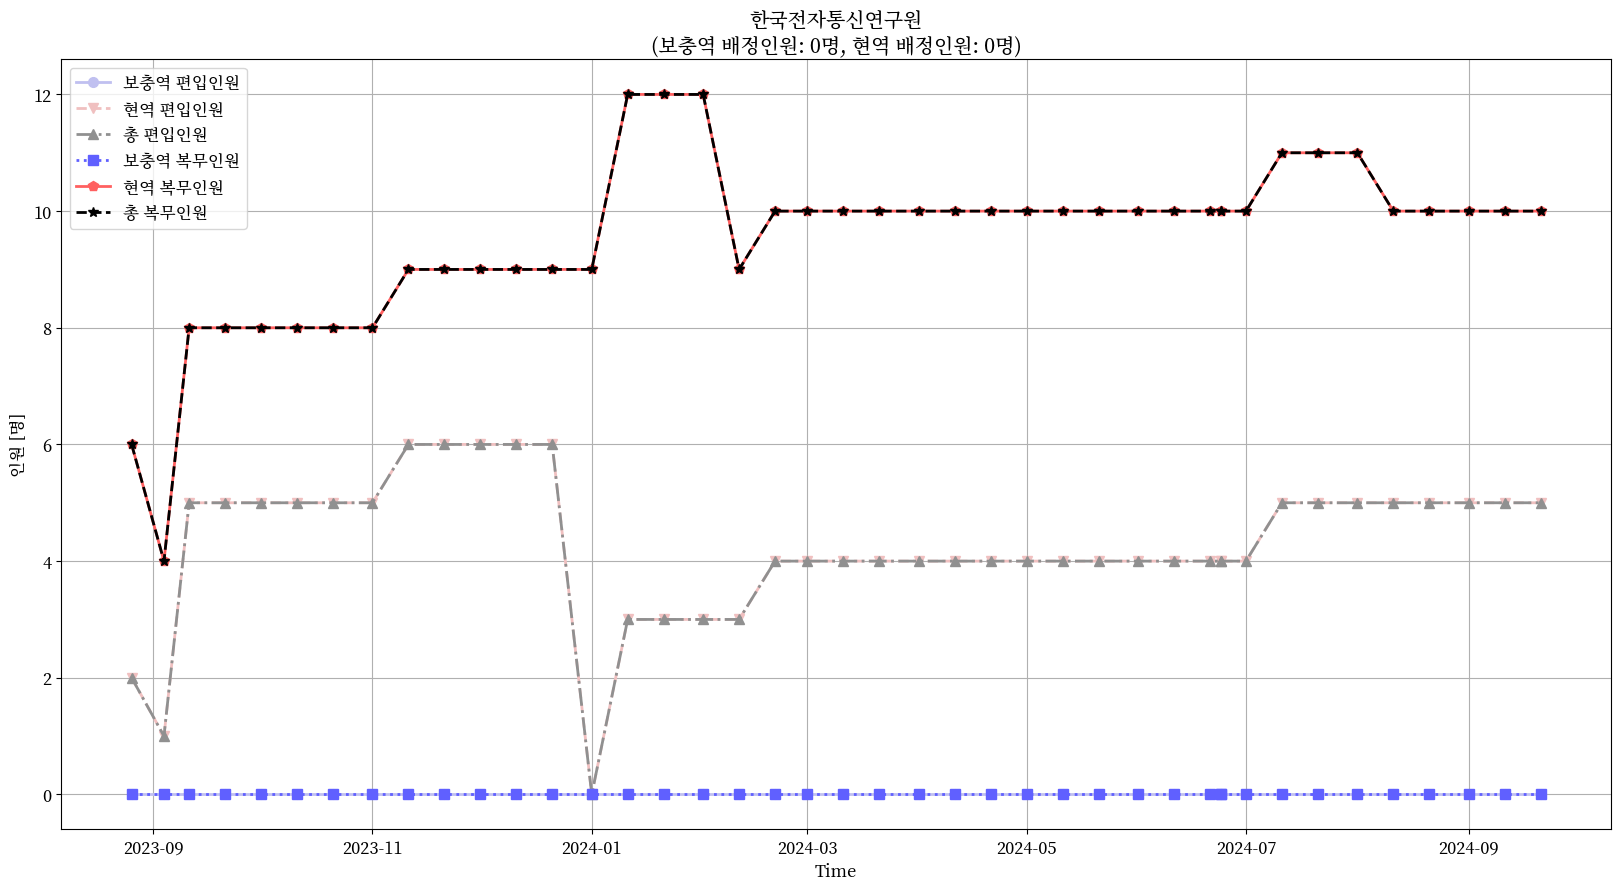 한국전자통신연구원
(보충역 배정인원: 0명, 현역 배정인원: 0명)
보충역 편입인원
현역 편입인원
총 편입인원
보충역 복무인원
현역 복무인원
총 복무인원
12
10
8
6
4
2
0
인원 [명]
2023-09
2023-11
2024-01
2024-03
2024-05
2024-07
2024-09
Time